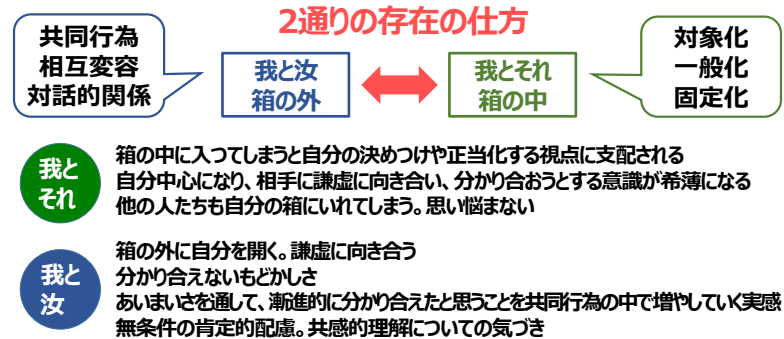 2通りの存在の仕方
共同行為
相互変容
対話的関係
我と汝
箱の外
我とそれ
箱の中
対象化
一般化
固定化
我と
それ
箱の中に入つてしまうと自分の決めつけや正当化する視点に支配される
自分中心になり、相手に謙虚に向き合い、分かり合おうとする意識が希薄になる
他の人たちも自分の箱にいれてしまう。思い悩まない
我と
汝
箱の外に自分を開く。謙虚に向き合う
分かり合えないもどかしさ
あいまいさを通して、漸進的に分かり合えたと思うことを共同行為の中で増やしていく実感
無条件の肯定的配慮。共感的理解についての気づき